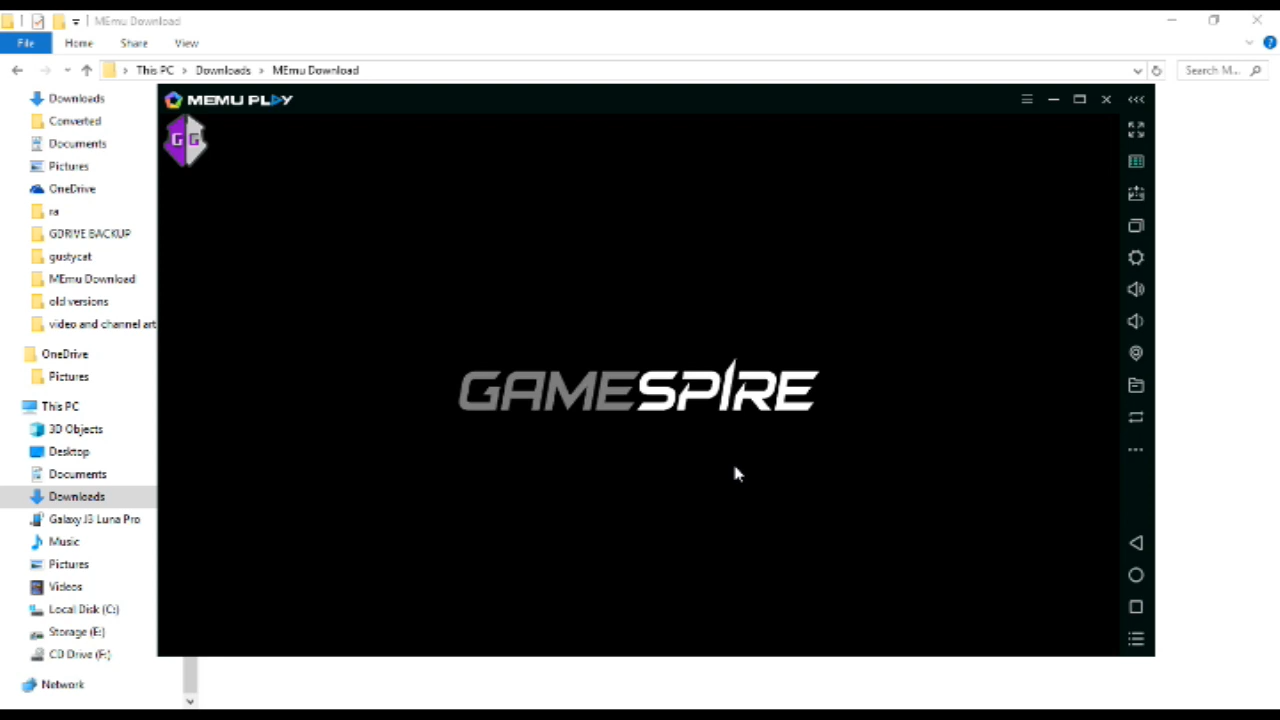 MEmu Download
File Home Share View
This PC > Downloads > MEmu Download
Search M...
Downloads
Converted
Documents
Pictures
OneDrive
ra
GDRIVE BACKUP
gustycat
MEmu Download
old versions
video and channel art
OneDrive
Pictures
This PC
3D Objects
Desktop
Documents
Downloads
Galaxy J3 Luna Pro
Music
Pictures
Videos
Local Disk (C:)
Storage (E:)
CD Drive (F:)
Network
MEMU PLAY
GG
GAMESPIRE